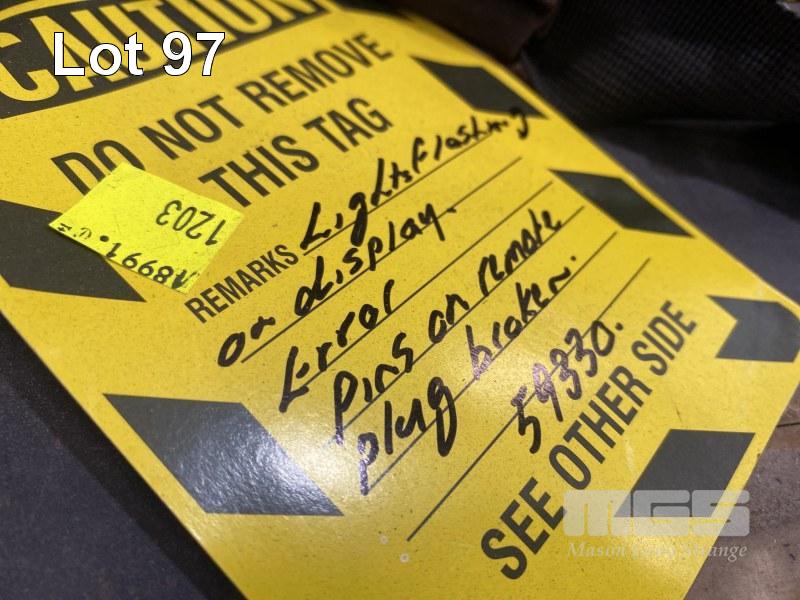 Lot 97
CAUTION
DO NOT REMOVE
THIS TAG
1203
REMARKS Lights Flashing
on display.
Error
Pins on remote
plug broken.
59330.
SEE OTHER SIDE
MGS
Mason Gray Strange